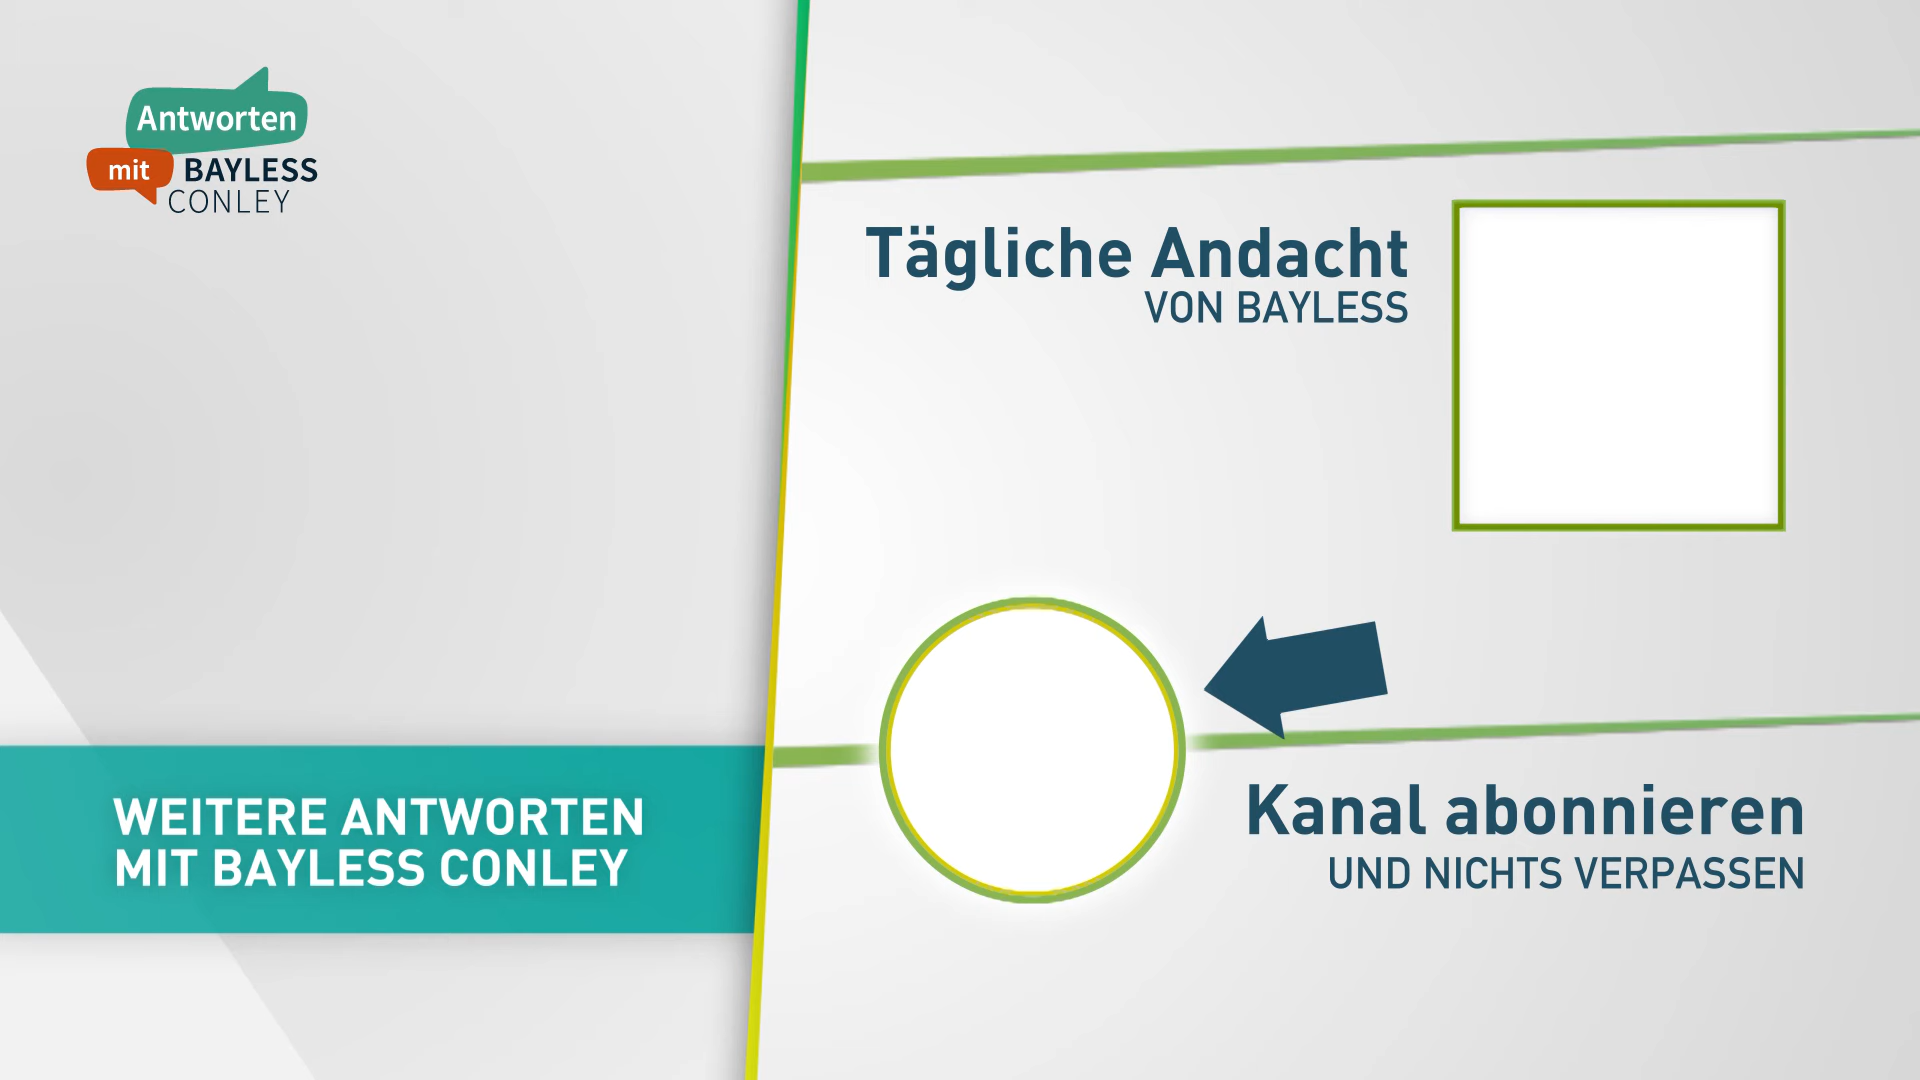 Antworten
mit BAYLESS
CONLEY
Tägliche Andacht
VON BAYLESS
WEITERE ANTWORTEN
MIT BAYLESS CONLEY
Kanal abonnieren
UND NICHTS VERPASSEN